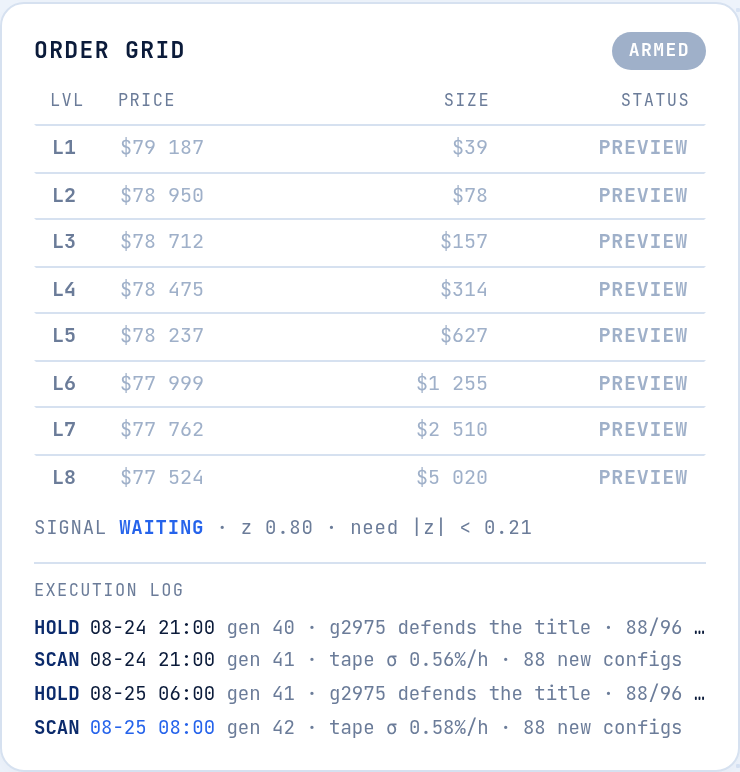 ORDER GRID ARMED
LVL PRICE SIZE STATUS
L1 $79 187 $39 PREVIEW
L2 $78 950 $78 PREVIEW
L3 $78 712 $157 PREVIEW
L4 $78 475 $314 PREVIEW
L5 $78 237 $627 PREVIEW
L6 $77 999 $1 255 PREVIEW
L7 $77 762 $2 510 PREVIEW
L8 $77 524 $5 020 PREVIEW
SIGNAL WAITING · z 0.80 · need |z| < 0.21
EXECUTION LOG
HOLD 08-24 21:00 gen 40 · g2975 defends the title · 88/96 …
SCAN 08-24 21:00 gen 41 · tape σ 0.56%/h · 88 new configs
HOLD 08-25 06:00 gen 41 · g2975 defends the title · 88/96 …
SCAN 08-25 08:00 gen 42 · tape σ 0.58%/h · 88 new configs